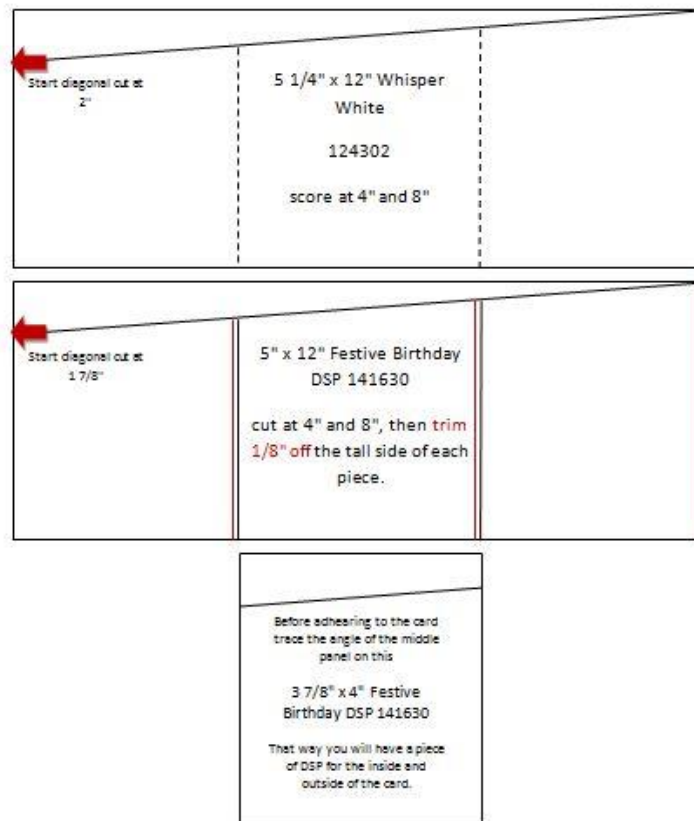 Start diagonal cut at
2"
5 1/4" x 12" Whisper
White
124302
score at 4" and 8"
Start diagonal cut at
1 7/8"
5" x 12" Festive Birthday
DSP 141630
cut at 4" and 8", then trim
1/8" off the tall side of each
piece.
Before adhearing to the card
trace the angle of the middle
panel on this
3 7/8" x 4" Festive
Birthday DSP 141630
That way you will have a piece
of DSP for the inside and
outside of the card.